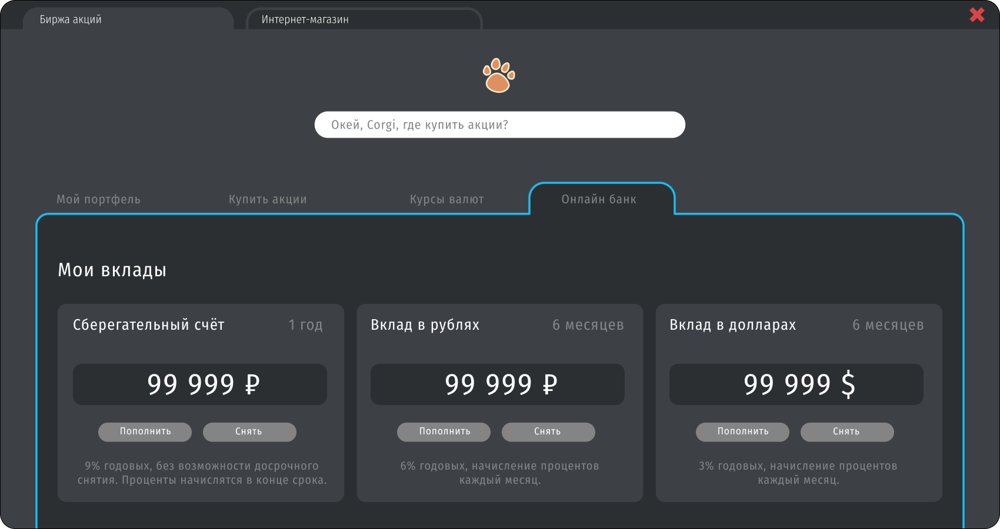 Биржа акций
Интернет-магазин
Окей, Corgi, где купить акции?
Мой портфель
Купить акции
Курсы валют
Онлайн банк
Мои вклады
Сберегательный счёт
1 год
99 999 ₽
Пополнить
Снять
9% годовых, без возможности досрочного
снятия. Проценты начислятся в конце срока.
Вклад в рублях
6 месяцев
99 999 ₽
Пополнить
Снять
6% годовых, начисление процентов
каждый месяц.
Вклад в долларах
6 месяцев
99 999 $
Пополнить
Снять
3% годовых, начисление процентов
каждый месяц.